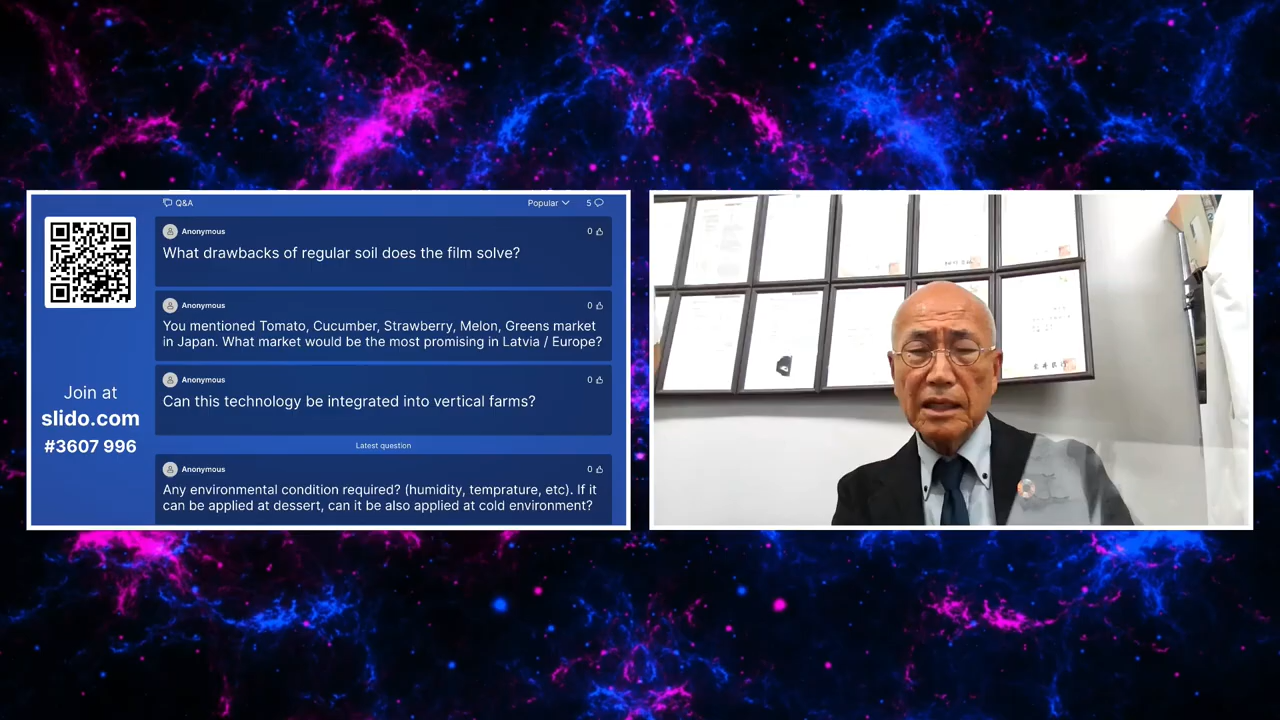 Q&A
Popular
5
Anonymous
0
What drawbacks of regular soil does the film solve?
Anonymous
0
You mentioned Tomato, Cucumber, Strawberry, Melon, Greens market
in Japan. What market would be the most promising in Latvia / Europe?
Anonymous
0
Can this technology be integrated into vertical farms?
Latest question
Anonymous
0
Any environmental condition required? (humidity, temprature, etc). If it
can be applied at dessert, can it be also applied at cold environment?
Join at
slido.com
#3607 996